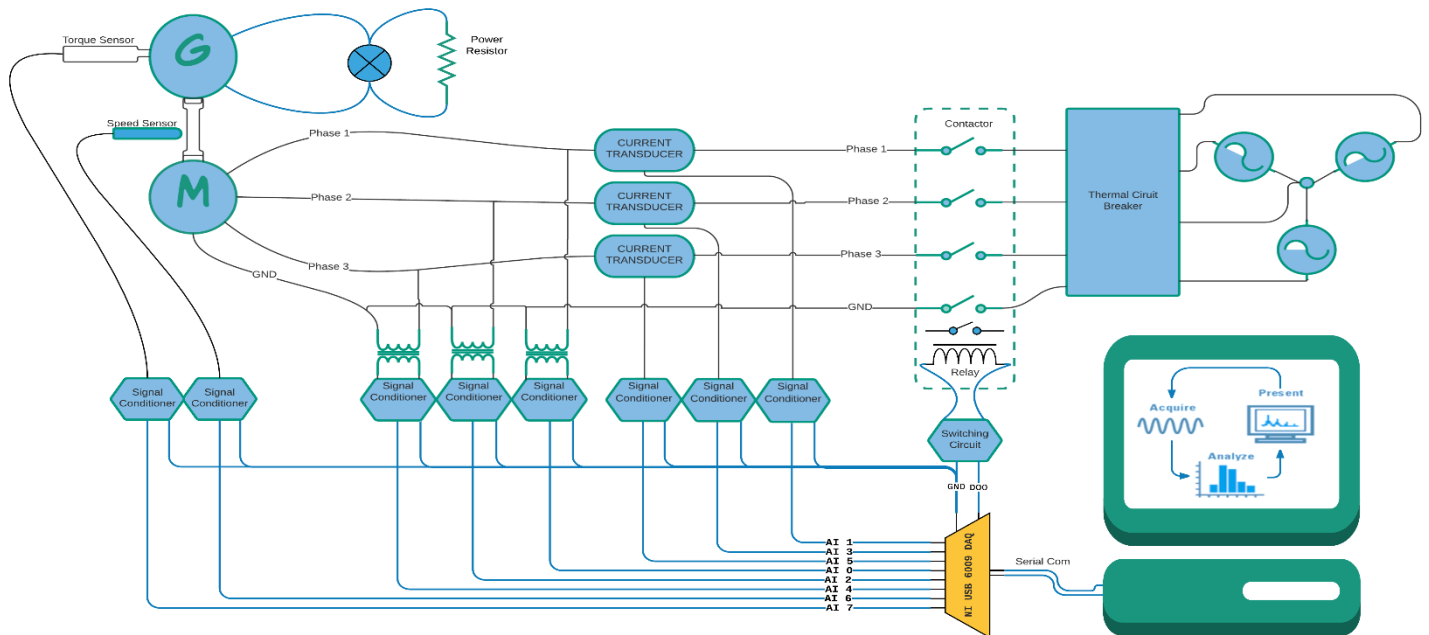 Torque Sensor
G
Power
Resistor
Speed Sensor
Phase 1
CURRENT
TRANSDUCER
Phase 1
Contactor
M
Phase 2
CURRENT
TRANSDUCER
Phase 2
Thermal Ciruit
Breaker
Phase 3
CURRENT
TRANSDUCER
Phase 3
GND
GND
Relay
Signal
Conditioner
Signal
Conditioner
Signal
Conditioner
Signal
Conditioner
Signal
Conditioner
Signal
Conditioner
Signal
Conditioner
Signal
Conditioner
Switching
Circuit
GND DOO
Present
Acquire
Analyze
AI 1
AI 3
AI 5
AI 0
AI 2
AI 4
AI 6
AI 7
NI USB 6009 DAQ
Serial Com